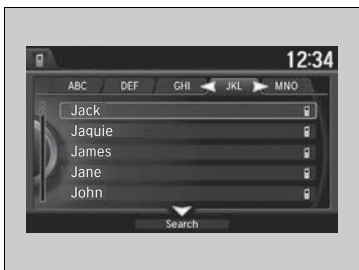 12:34
ABC DEF GHI JKL MNO
Jack
Jaquie
James
Jane
John
Search